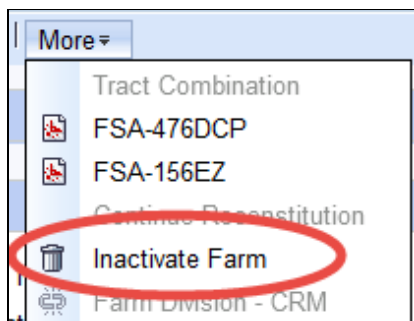 More
Tract Combination
FSA-476DCP
FSA-156EZ
Continue Reconstitution
Inactivate Farm
Farm Division - CRM